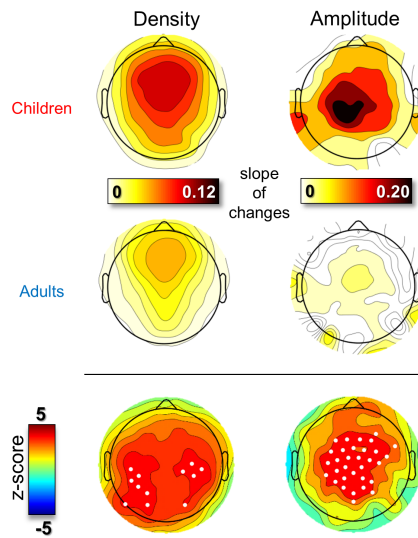 Density
Amplitude
Children
0 0.12
slope
of
changes
0 0.20
Adults
z-score
5
-5